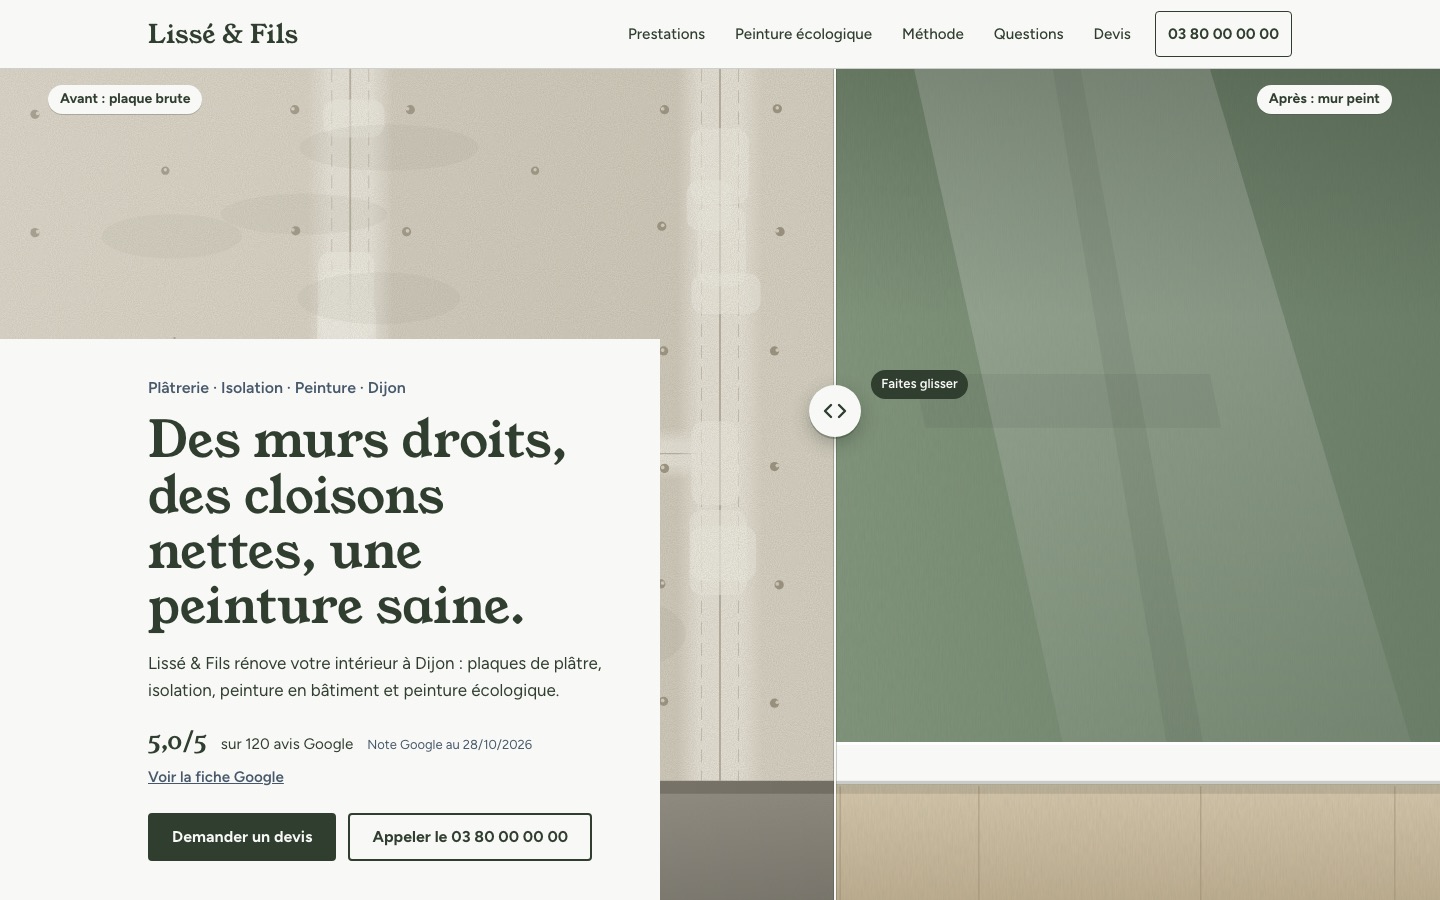 Lissé & Fils
Prestations
Peinture écologique
Méthode
Questions
Devis
03 80 00 00 00
Avant : plaque brute
Après : mur peint
Faites glisser
Plâtrerie · Isolation · Peinture · Dijon
Des murs droits,
des cloisons
nettes, une
peinture saine.
Lissé & Fils rénove votre intérieur à Dijon : plaques de plâtre,
isolation, peinture en bâtiment et peinture écologique.
5,0/5 sur 120 avis Google Note Google au 28/10/2026
Voir la fiche Google
Demander un devis
Appeler le 03 80 00 00 00